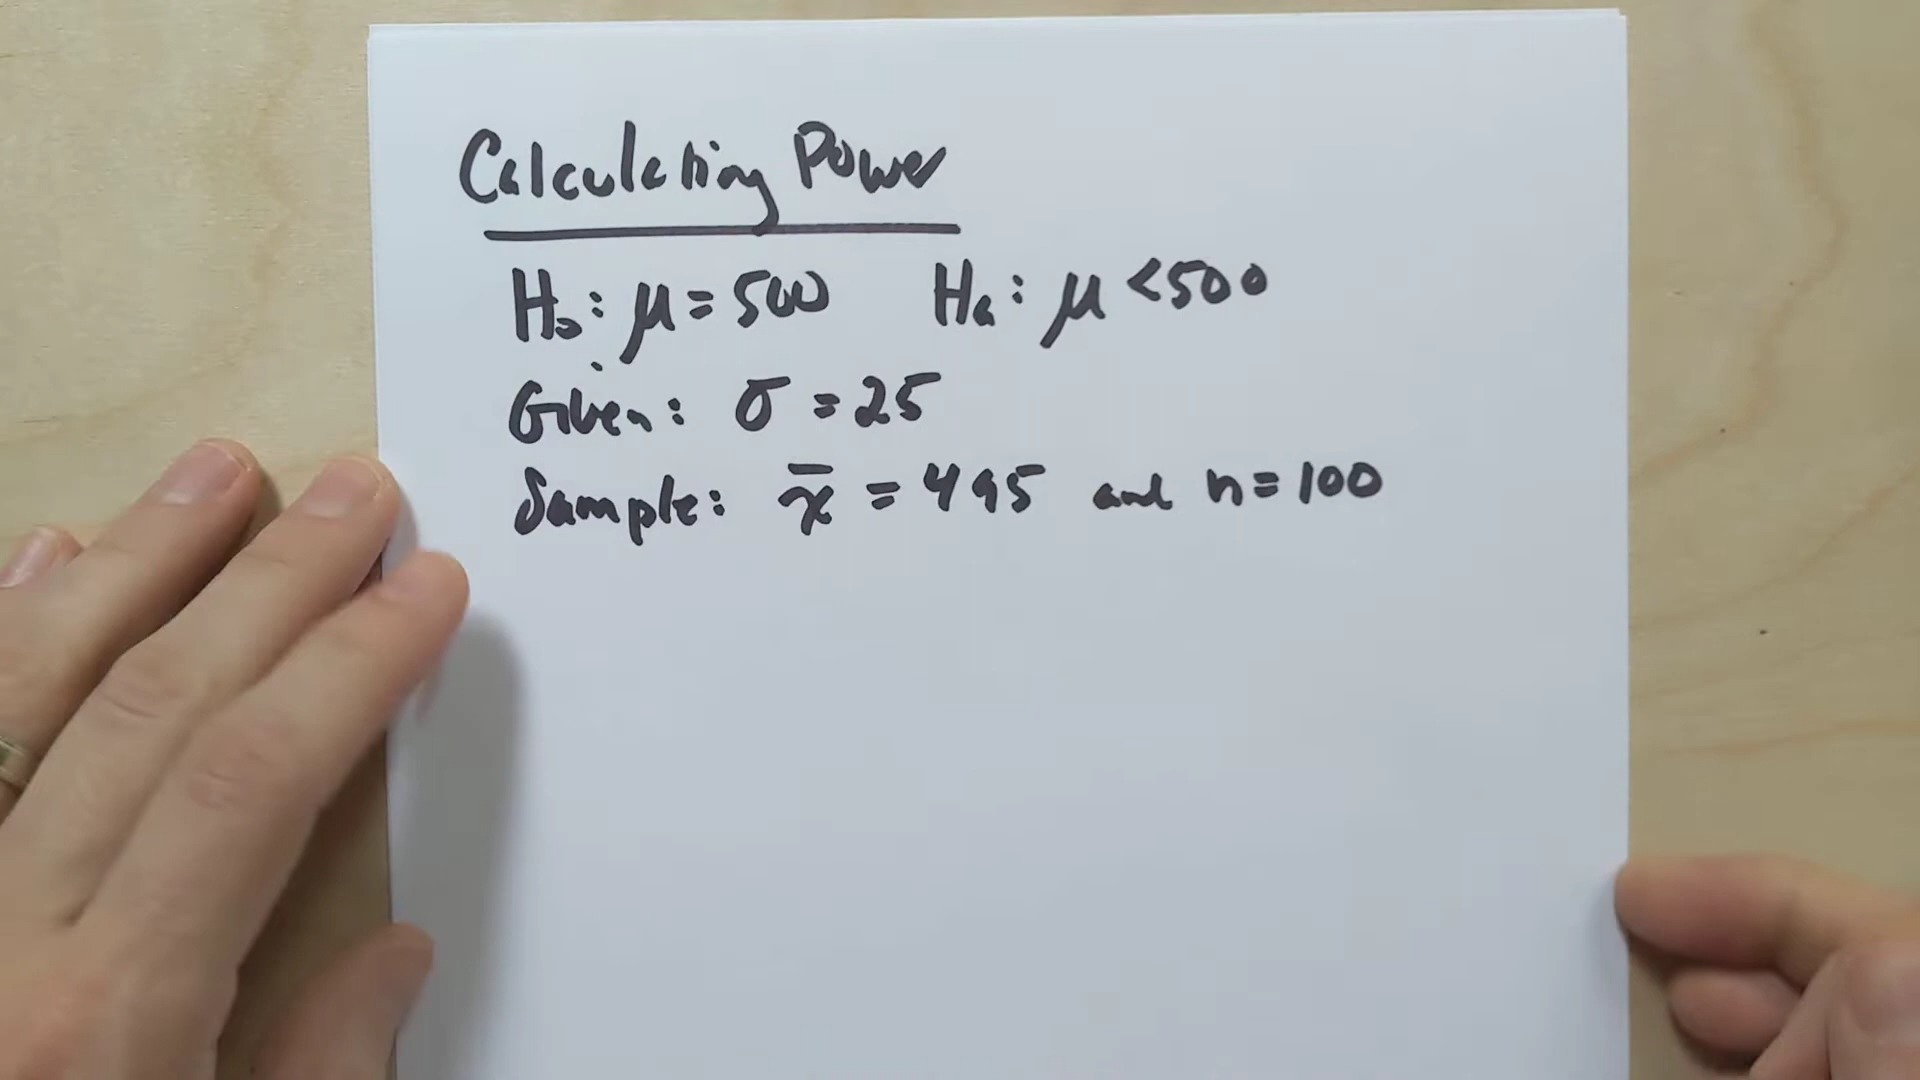 Calculating Power
H₀: μ = 500 Ha: μ < 500
Given: σ = 25
Sample: x̄ = 495 and n = 100